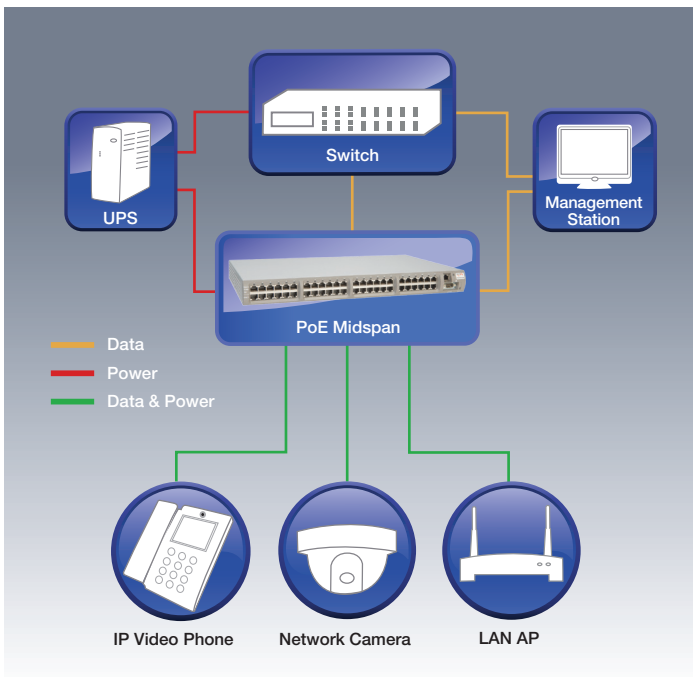 Switch
UPS
Management
Station
PoE Midspan
Data
Power
Data & Power
IP Video Phone
Network Camera
LAN AP